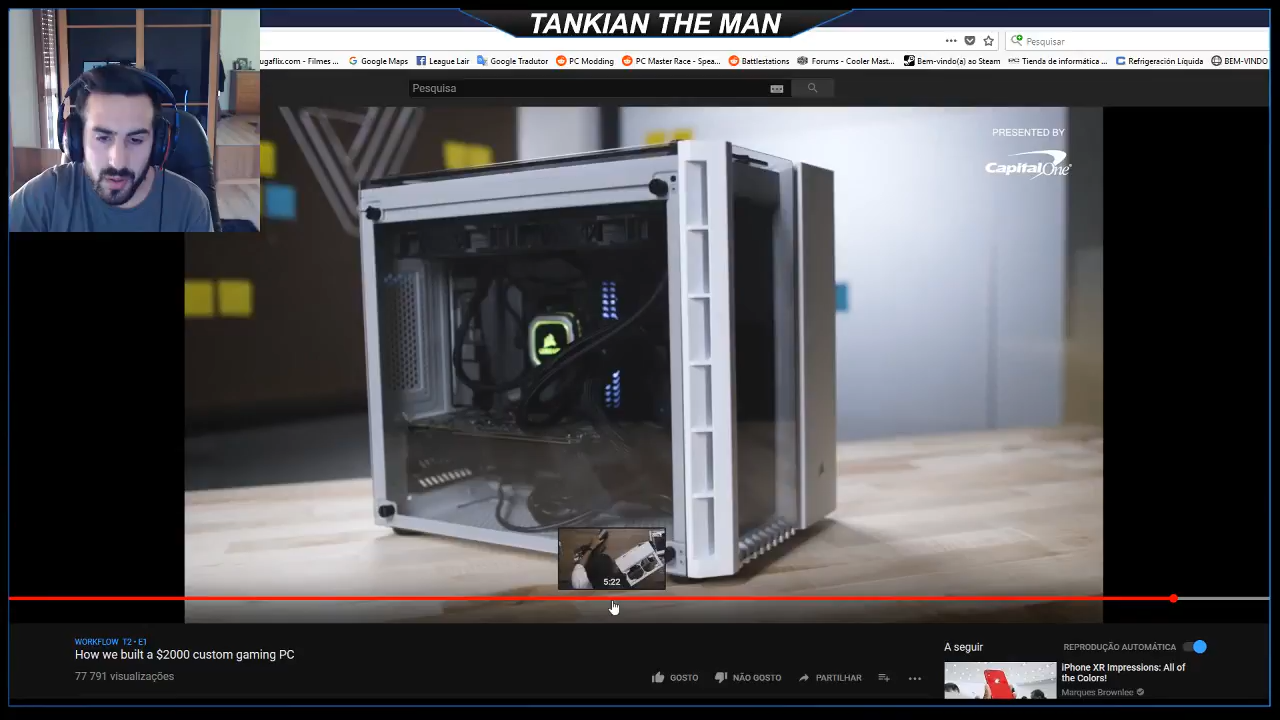 TANKIAN THE MAN
Pesquisar
ugaflix.com - Filmes ... Google Maps League Lair Google Tradutor PC Modding PC Master Race - Spea... Battlestations Forums - Cooler Mast... Bem-vindo(a) ao Steam Tienda de informática ... Refrigeração Líquida BEM-VINDO
Pesquisa
PRESENTED BY
Capital One
5:22
WORKFLOW T2 • E1
How we built a $2000 custom gaming PC
77 791 visualizações
GOSTO NÃO GOSTO PARTILHAR
A seguir REPRODUÇÃO AUTOMÁTICA
iPhone XR Impressions: All of
the Colors!
Marques Brownlee